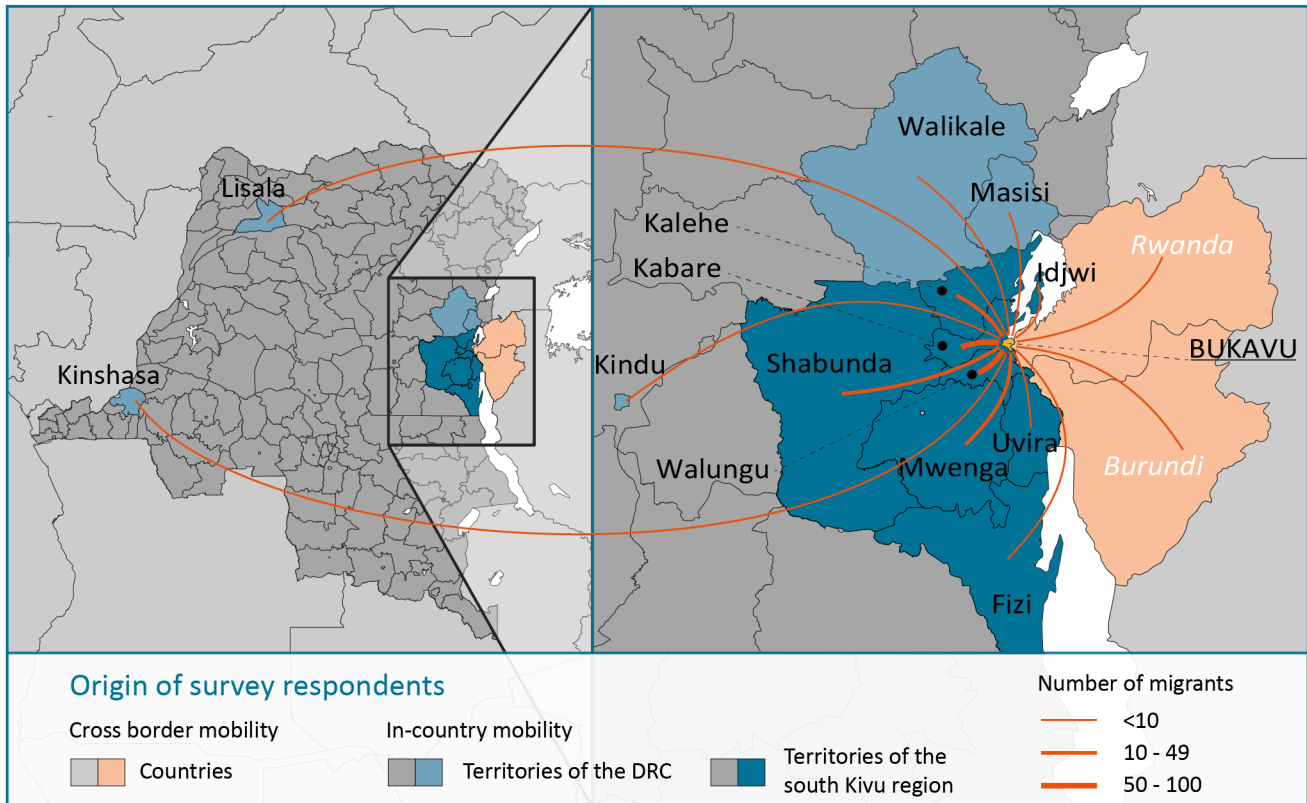 Lisala
Kinshasa
Walikale
Masisi
Kalehe
Kabare
Idjwi
Rwanda
BUKAVU
Kindu
Shabunda
Uvira
Walungu
Mwenga
Burundi
Fizi
Origin of survey respondents
Cross border mobility
Countries
In-country mobility
Territories of the DRC
Territories of the
south Kivu region
Number of migrants
<10
10 - 49
50 - 100